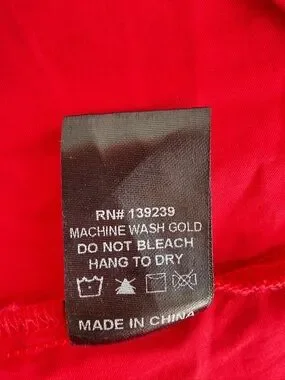 RN# 139239
MACHINE WASH GOLD
DO NOT BLEACH
HANG TO DRY
MADE IN CHINA